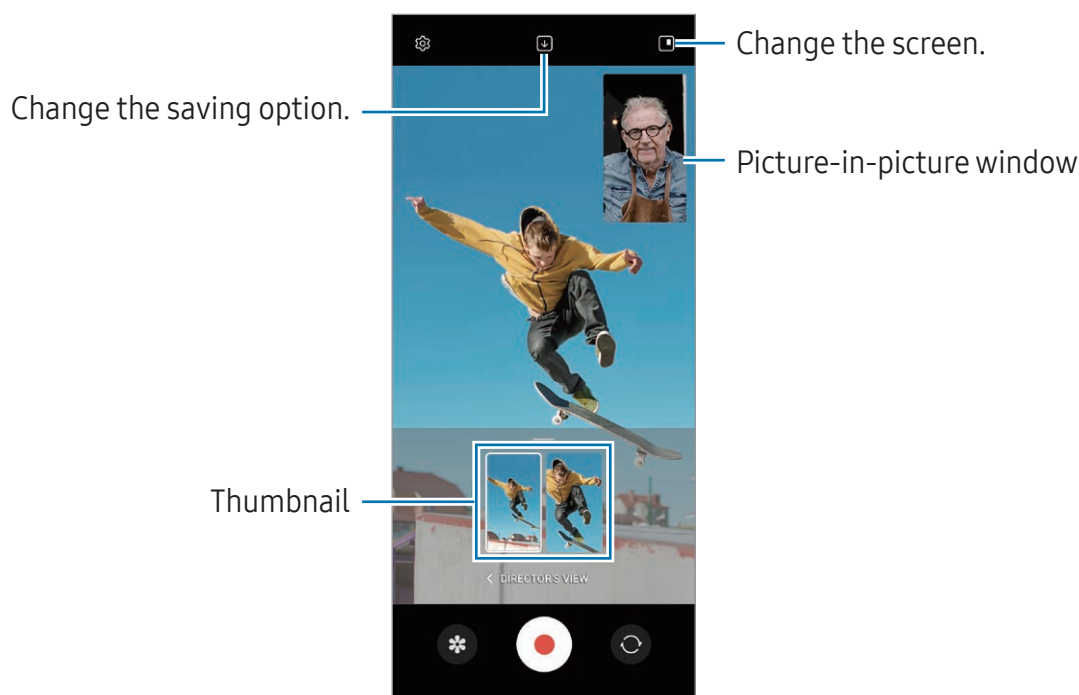 Change the screen.
Change the saving option.
Picture-in-picture window
Thumbnail
DIRECTOR'S VIEW